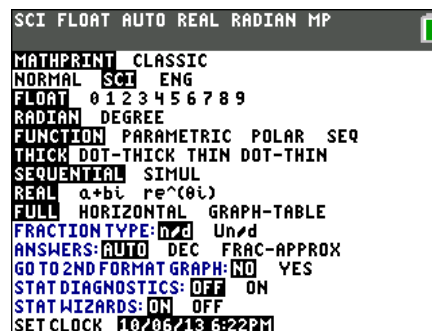 SCI FLOAT AUTO REAL RADIAN MP
MATHPRINT CLASSIC
NORMAL SCI ENG
FLOAT 0 1 2 3 4 5 6 7 8 9
RADIAN DEGREE
FUNCTION PARAMETRIC POLAR SEQ
THICK DOT-THICK THIN DOT-THIN
SEQUENTIAL SIMUL
REAL a+bi re^(θi)
FULL HORIZONTAL GRAPH-TABLE
FRACTION TYPE: n/d Un/d
ANSWERS: AUTO DEC FRAC-APPROX
GO TO 2ND FORMAT GRAPH: NO YES
STAT DIAGNOSTICS: OFF ON
STAT WIZARDS: ON OFF
SET CLOCK 10/06/13 6:22PM